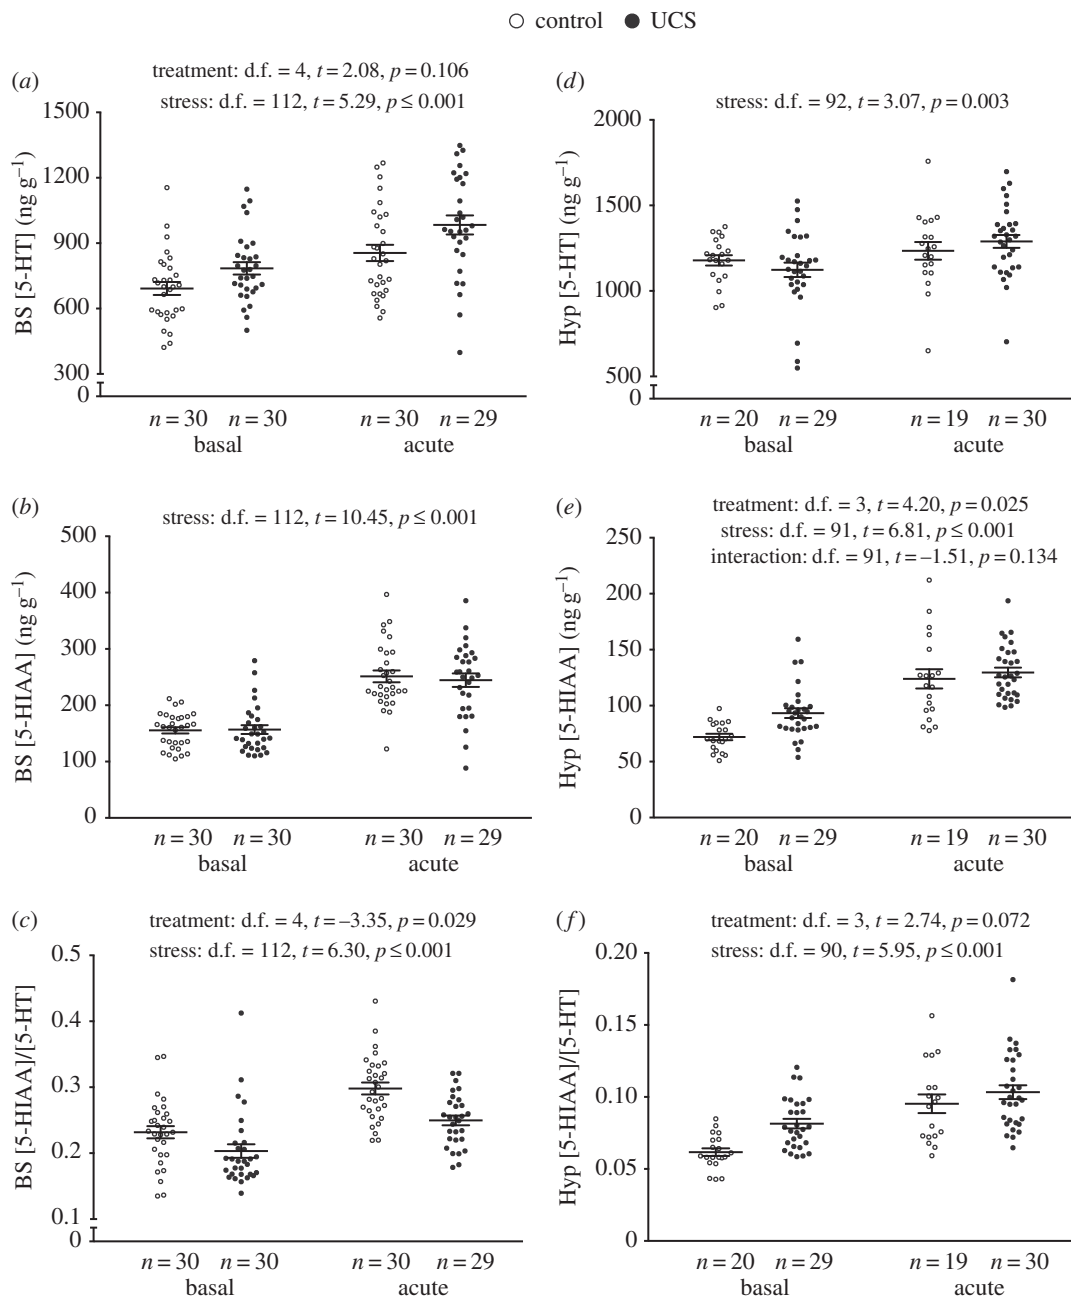 control UCS
(a)
treatment: d.f. = 4, t = 2.08, p = 0.106
stress: d.f. = 112, t = 5.29, p ≤ 0.001
BS [5-HT] (ng g⁻¹)
1500
1200
900
600
300
0
n = 30 n = 30 n = 30 n = 29
basal acute
(d)
stress: d.f. = 92, t = 3.07, p = 0.003
Hyp [5-HT] (ng g⁻¹)
2000
1500
1000
500
0
n = 20 n = 29 n = 19 n = 30
basal acute
(b)
stress: d.f. = 112, t = 10.45, p ≤ 0.001
BS [5-HIAA] (ng g⁻¹)
500
400
300
200
100
0
n = 30 n = 30 n = 30 n = 29
basal acute
(e)
treatment: d.f. = 3, t = 4.20, p = 0.025
stress: d.f. = 91, t = 6.81, p ≤ 0.001
interaction: d.f. = 91, t = –1.51, p = 0.134
Hyp [5-HIAA] (ng g⁻¹)
250
200
150
100
50
0
n = 20 n = 29 n = 19 n = 30
basal acute
(c)
treatment: d.f. = 4, t = –3.35, p = 0.029
stress: d.f. = 112, t = 6.30, p ≤ 0.001
BS [5-HIAA]/[5-HT]
0.5
0.4
0.3
0.2
0.1
0
n = 30 n = 30 n = 30 n = 29
basal acute
(f)
treatment: d.f. = 3, t = 2.74, p = 0.072
stress: d.f. = 90, t = 5.95, p ≤ 0.001
Hyp [5-HIAA]/[5-HT]
0.20
0.15
0.10
0.05
0
n = 20 n = 29 n = 19 n = 30
basal acute